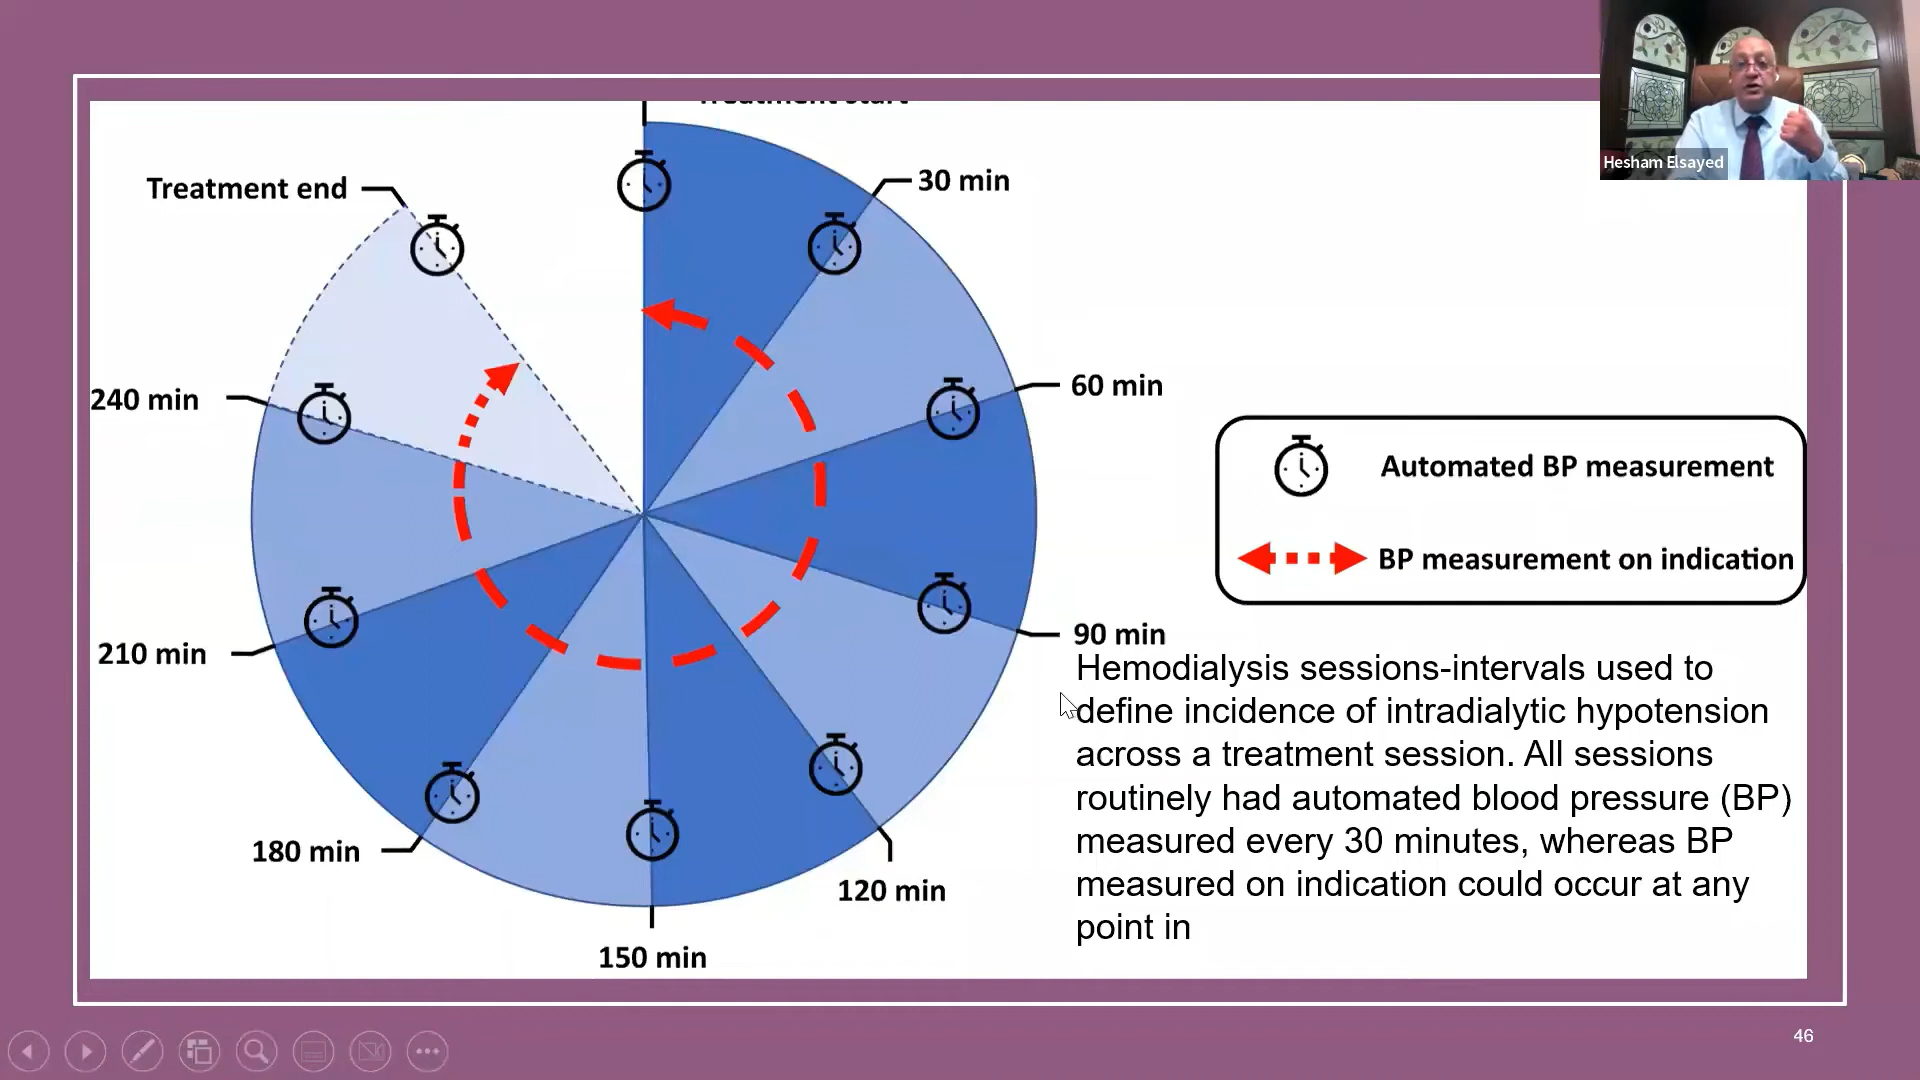 Treatment start
Hesham Elsayed
Treatment end
30 min
240 min
60 min
Automated BP measurement
BP measurement on indication
90 min
210 min
Hemodialysis sessions-intervals used to
define incidence of intradialytic hypotension
across a treatment session. All sessions
routinely had automated blood pressure (BP)
measured every 30 minutes, whereas BP
measured on indication could occur at any
point in
180 min
120 min
150 min
46